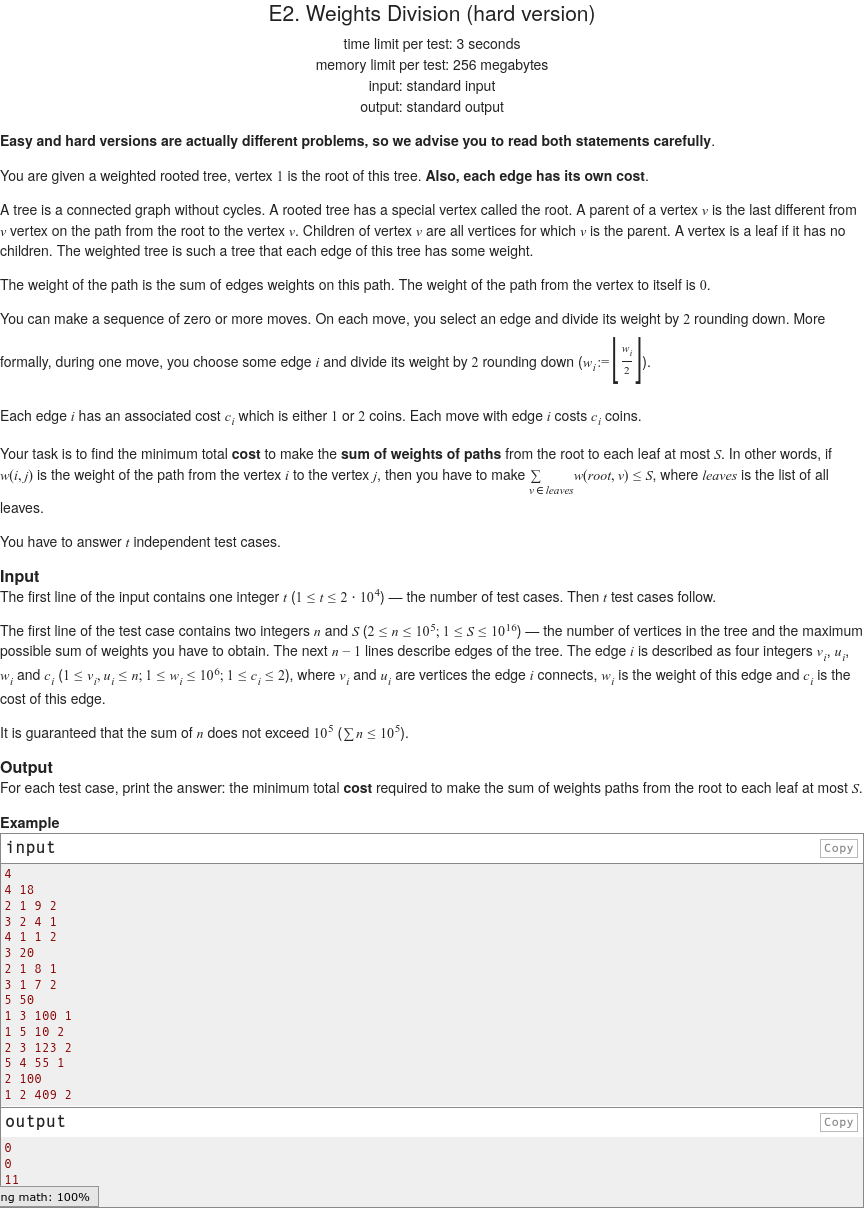 E2. Weights Division (hard version)
time limit per test: 3 seconds
memory limit per test: 256 megabytes
input: standard input
output: standard output
Easy and hard versions are actually different problems, so we advise you to read both statements carefully.
You are given a weighted rooted tree, vertex 1 is the root of this tree. Also, each edge has its own cost.
A tree is a connected graph without cycles. A rooted tree has a special vertex called the root. A parent of a vertex v is the last different from
v vertex on the path from the root to the vertex v. Children of vertex v are all vertices for which v is the parent. A vertex is a leaf if it has no
children. The weighted tree is such a tree that each edge of this tree has some weight.
The weight of the path is the sum of edges weights on this path. The weight of the path from the vertex to itself is 0.
You can make a sequence of zero or more moves. On each move, you select an edge and divide its weight by 2 rounding down. More
formally, during one move, you choose some edge i and divide its weight by 2 rounding down (w_i := ⌊w_i/2⌋).
Each edge i has an associated cost c_i which is either 1 or 2 coins. Each move with edge i costs c_i coins.
Your task is to find the minimum total cost to make the sum of weights of paths from the root to each leaf at most S. In other words, if
w(i, j) is the weight of the path from the vertex i to the vertex j, then you have to make ∑_{v∈leaves} w(root, v) ≤ S, where leaves is the list of all
leaves.
You have to answer t independent test cases.
Input
The first line of the input contains one integer t (1 ≤ t ≤ 2 · 10^4) — the number of test cases. Then t test cases follow.
The first line of the test case contains two integers n and S (2 ≤ n ≤ 10^5; 1 ≤ S ≤ 10^16) — the number of vertices in the tree and the maximum
possible sum of weights you have to obtain. The next n − 1 lines describe edges of the tree. The edge i is described as four integers v_i, u_i,
w_i and c_i (1 ≤ v_i, u_i ≤ n; 1 ≤ w_i ≤ 10^6; 1 ≤ c_i ≤ 2), where v_i and u_i are vertices the edge i connects, w_i is the weight of this edge and c_i is the
cost of this edge.
It is guaranteed that the sum of n does not exceed 10^5 (∑ n ≤ 10^5).
Output
For each test case, print the answer: the minimum total cost required to make the sum of weights paths from the root to each leaf at most S.
Example
input Copy
4
4 18
2 1 9 2
3 2 4 1
4 1 1 2
3 20
2 1 8 1
3 1 7 2
5 50
1 3 100 1
1 5 10 2
2 3 123 2
5 4 55 1
2 100
1 2 409 2
output Copy
0
0
11
ng math: 100%